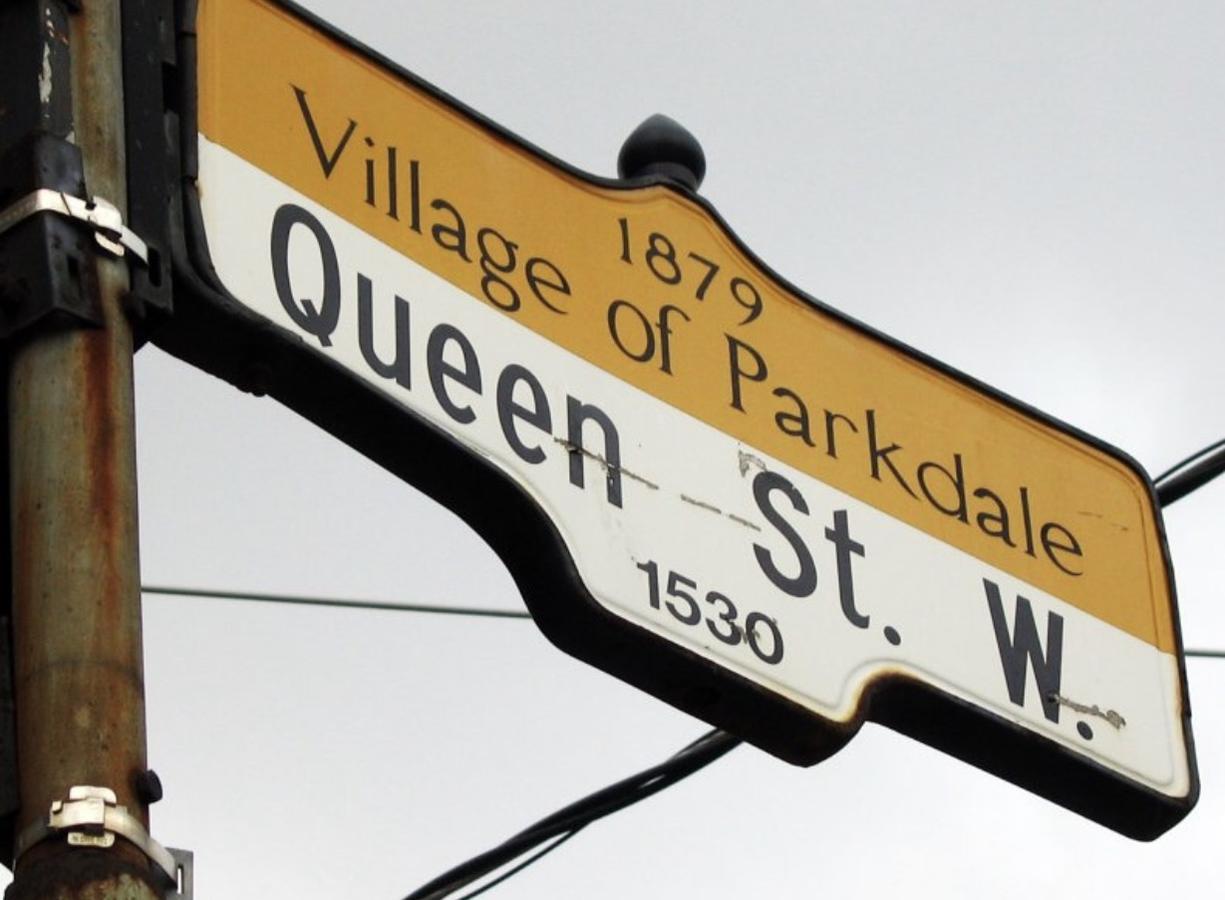 1879
Village of Parkdale
Queen St. W.
1530